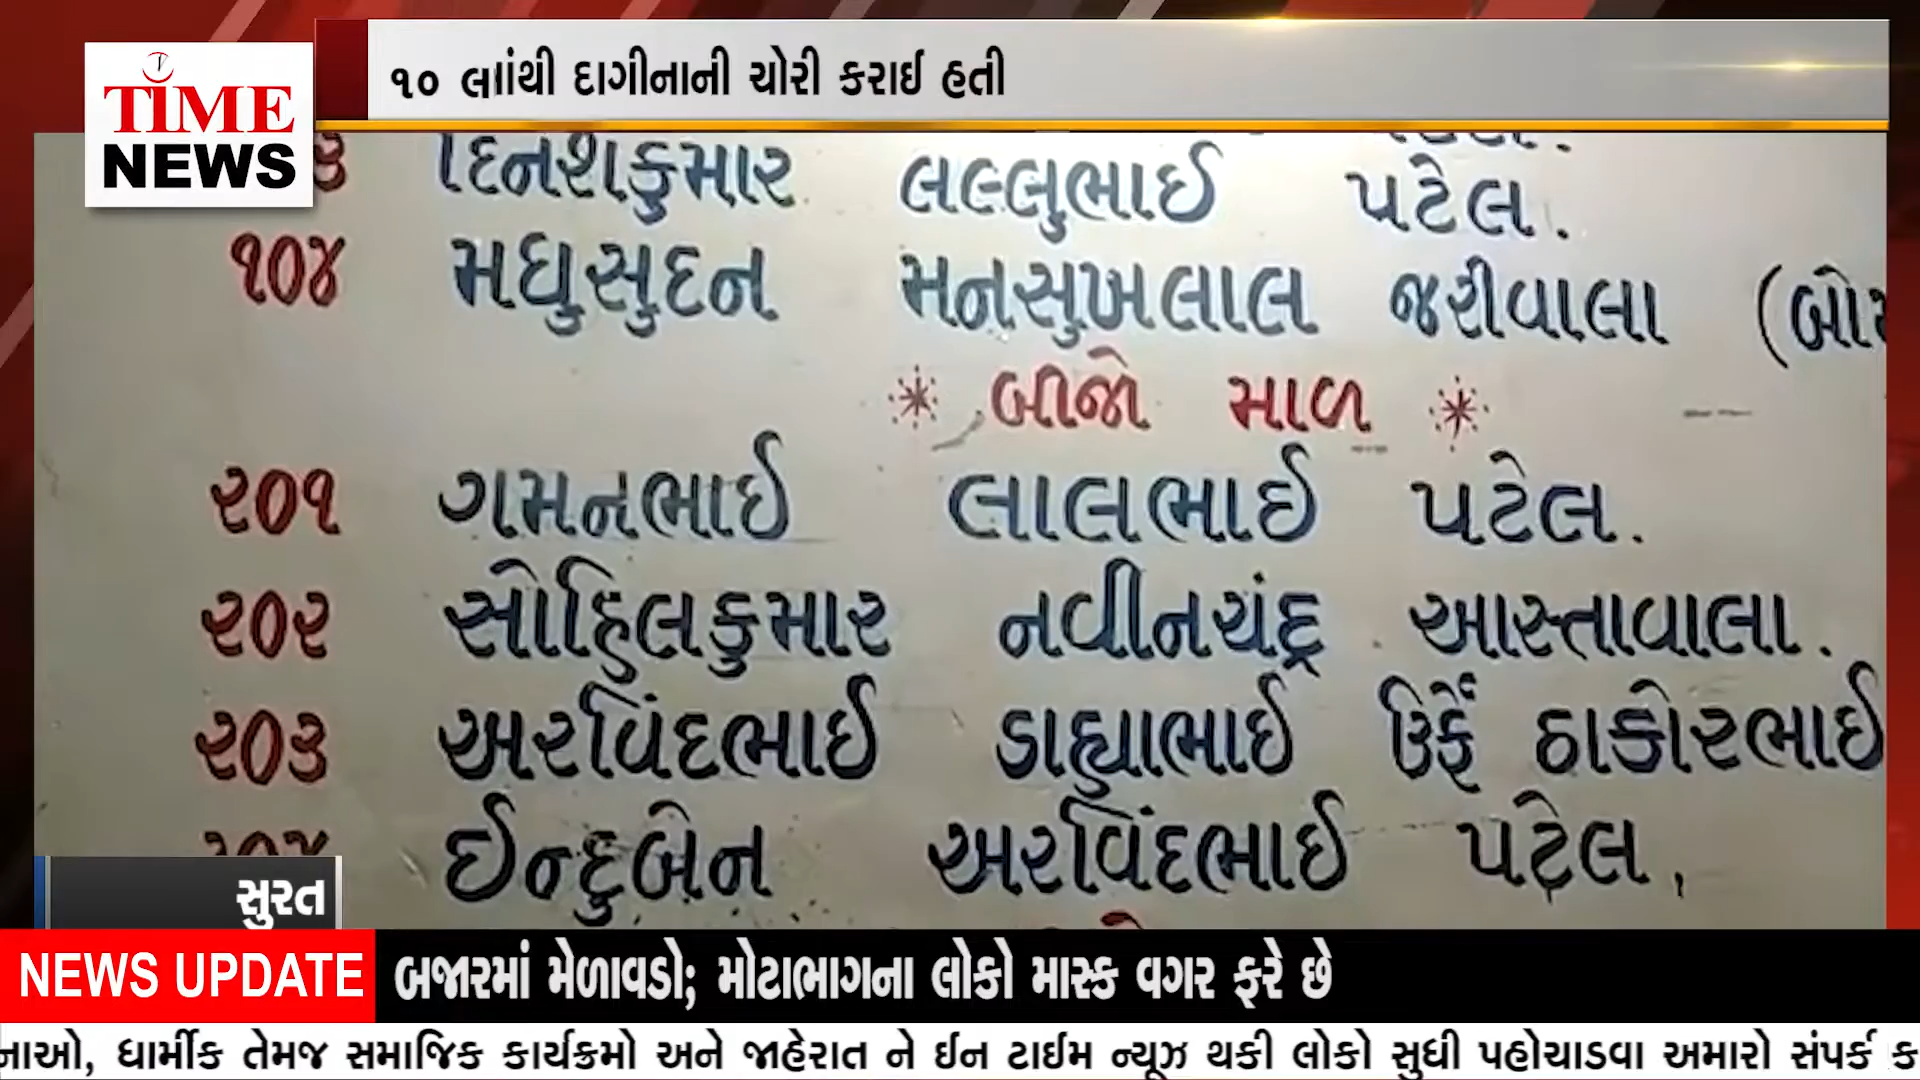 TIME
NEWS
૧૦ લાાંથી દાગીનાની ચોરી કરાઈ હતી
૩ દિનેશકુમાર લલ્લુભાઈ પટેલ.
૧૦૪ મધુસુદન મનસુખલાલ જરીવાલા
* બીજો માળ *
૨૦૧ ગમનભાઈ લાલભાઈ પટેલ.
૨૦૨ સોહિલકુમાર નવીનચંદ્ર આસ્તાવાલા.
૨૦૩ અરવિંદભાઈ ડાહ્યાભાઈ ઉર્ફે ઠાકોરભાઈ
ઈન્દુબેન અરવિંદભાઈ પટેલ.
સુરત
NEWS UPDATE બજારમાં મેળાવડો; મોટાભાગના લોકો માસ્ક વગર ફરે છે
નાઓ, ધાર્મીક તેમજ સમાજિક કાર્યક્રમો અને જાહેરાત ને ઈન ટાઈમ ન્યૂઝ થકી લોકો સુધી પહોચાડવા અમારો સંપર્ક ક